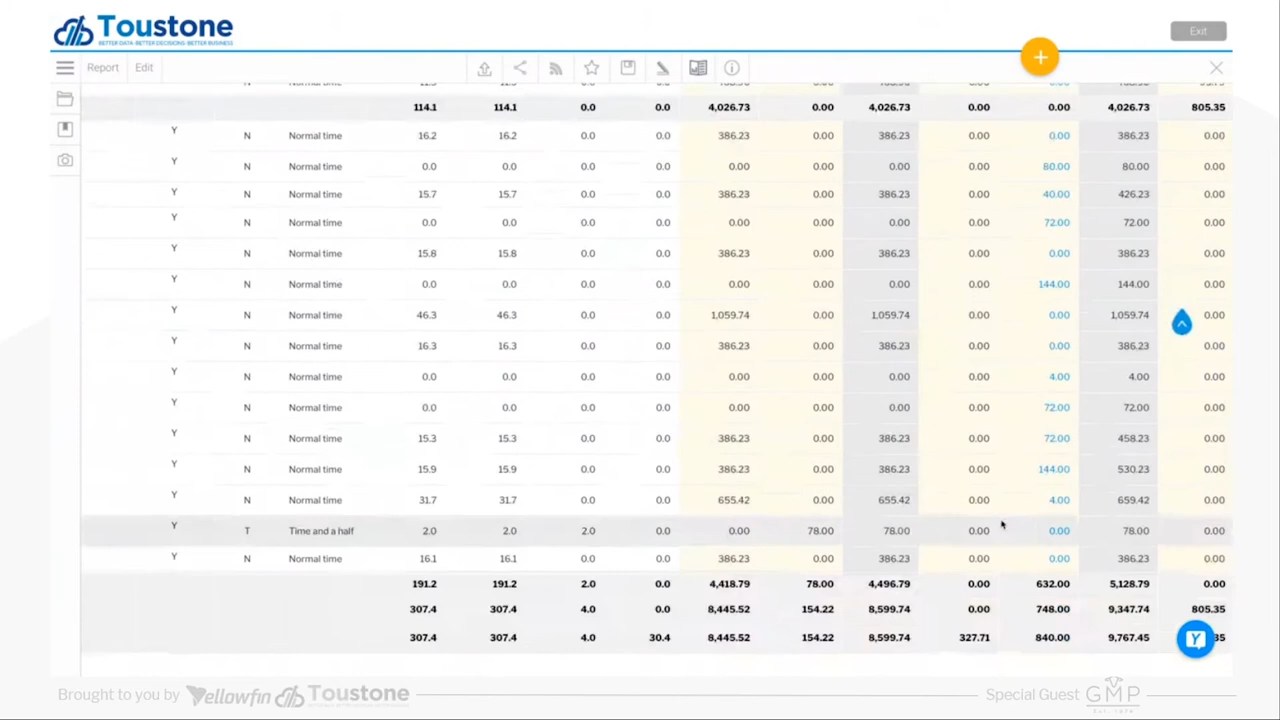 Toustone
BETTER DATA·BETTER DECISIONS·BETTER BUSINESS
Exit
Report Edit
114.1 114.1 0.0 0.0 4,026.73 0.00 4,026.73 0.00 0.00 4,026.73 805.35
Y N Normal time 16.2 16.2 0.0 0.0 386.23 0.00 386.23 0.00 0.00 386.23 0.00
Y N Normal time 0.0 0.0 0.0 0.0 0.00 0.00 0.00 0.00 80.00 80.00 0.00
Y N Normal time 15.7 15.7 0.0 0.0 386.23 0.00 386.23 0.00 40.00 426.23 0.00
Y N Normal time 0.0 0.0 0.0 0.0 0.00 0.00 0.00 0.00 72.00 72.00 0.00
Y N Normal time 15.8 15.8 0.0 0.0 386.23 0.00 386.23 0.00 0.00 386.23 0.00
Y N Normal time 0.0 0.0 0.0 0.0 0.00 0.00 0.00 0.00 144.00 144.00 0.00
Y N Normal time 46.3 46.3 0.0 0.0 1,059.74 0.00 1,059.74 0.00 0.00 1,059.74 0.00
Y N Normal time 16.3 16.3 0.0 0.0 386.23 0.00 386.23 0.00 0.00 386.23 0.00
Y N Normal time 0.0 0.0 0.0 0.0 0.00 0.00 0.00 0.00 4.00 4.00 0.00
Y N Normal time 0.0 0.0 0.0 0.0 0.00 0.00 0.00 0.00 72.00 72.00 0.00
Y N Normal time 15.3 15.3 0.0 0.0 386.23 0.00 386.23 0.00 72.00 458.23 0.00
Y N Normal time 15.9 15.9 0.0 0.0 386.23 0.00 386.23 0.00 144.00 530.23 0.00
Y N Normal time 31.7 31.7 0.0 0.0 655.42 0.00 655.42 0.00 4.00 659.42 0.00
Y T Time and a half 2.0 2.0 2.0 0.0 0.00 78.00 78.00 0.00 0.00 78.00 0.00
Y N Normal time 16.1 16.1 0.0 0.0 386.23 0.00 386.23 0.00 0.00 386.23 0.00
191.2 191.2 2.0 0.0 4,418.79 78.00 4,496.79 0.00 632.00 5,128.79 0.00
307.4 307.4 4.0 0.0 8,445.52 154.22 8,599.74 0.00 748.00 9,347.74 805.35
307.4 307.4 4.0 30.4 8,445.52 154.22 8,599.74 327.71 840.00 9,767.45 35
Brought to you by Yellowfin Toustone Special Guest GMP